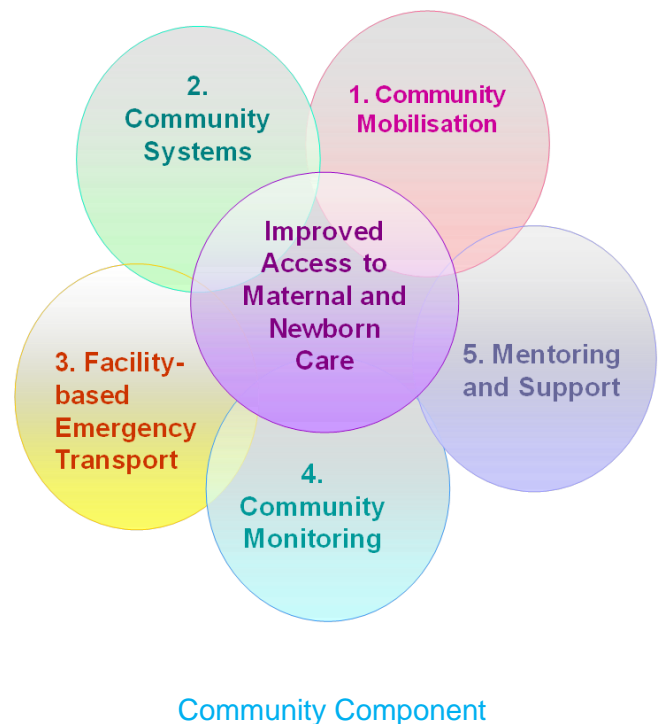 1. Community
Mobilisation
2.
Community
Systems
3. Facility-
based
Emergency
Transport
4.
Community
Monitoring
5. Mentoring
and Support
Improved
Access to
Maternal and
Newborn
Care
Community Component